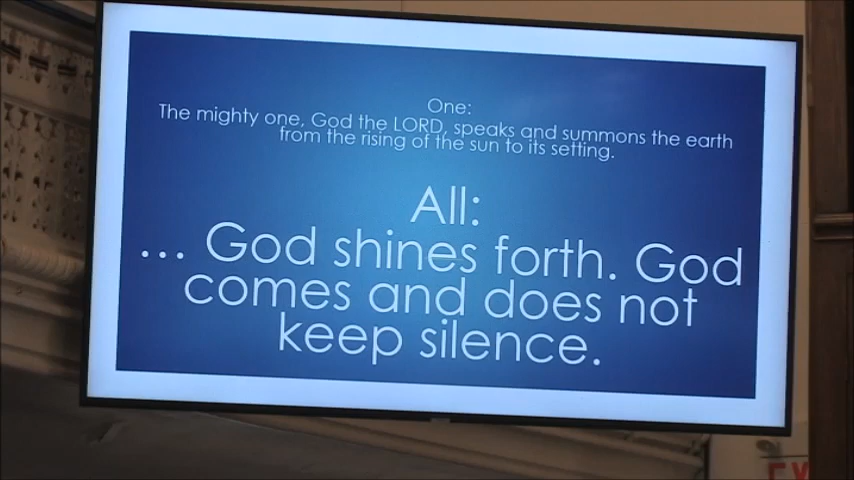 One:
The mighty one, God the LORD, speaks and summons the earth
from the rising of the sun to its setting.
All:
... God shines forth. God
comes and does not
keep silence.
EX